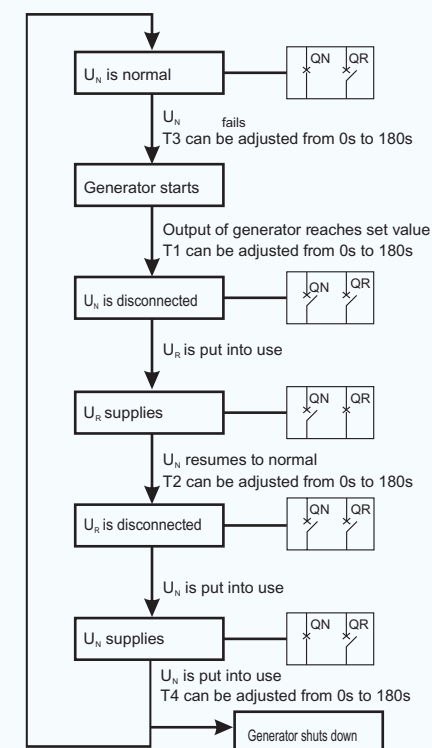 QN QR
U_N is normal
U_N fails
T3 can be adjusted from 0s to 180s
Generator starts
Output of generator reaches set value
T1 can be adjusted from 0s to 180s
QN QR
U_N is disconnected
U_R is put into use
QN QR
U_R supplies
U_N resumes to normal
T2 can be adjusted from 0s to 180s
QN QR
U_R is disconnected
U_N is put into use
QN QR
U_N supplies
U_N is put into use
T4 can be adjusted from 0s to 180s
Generator shuts down